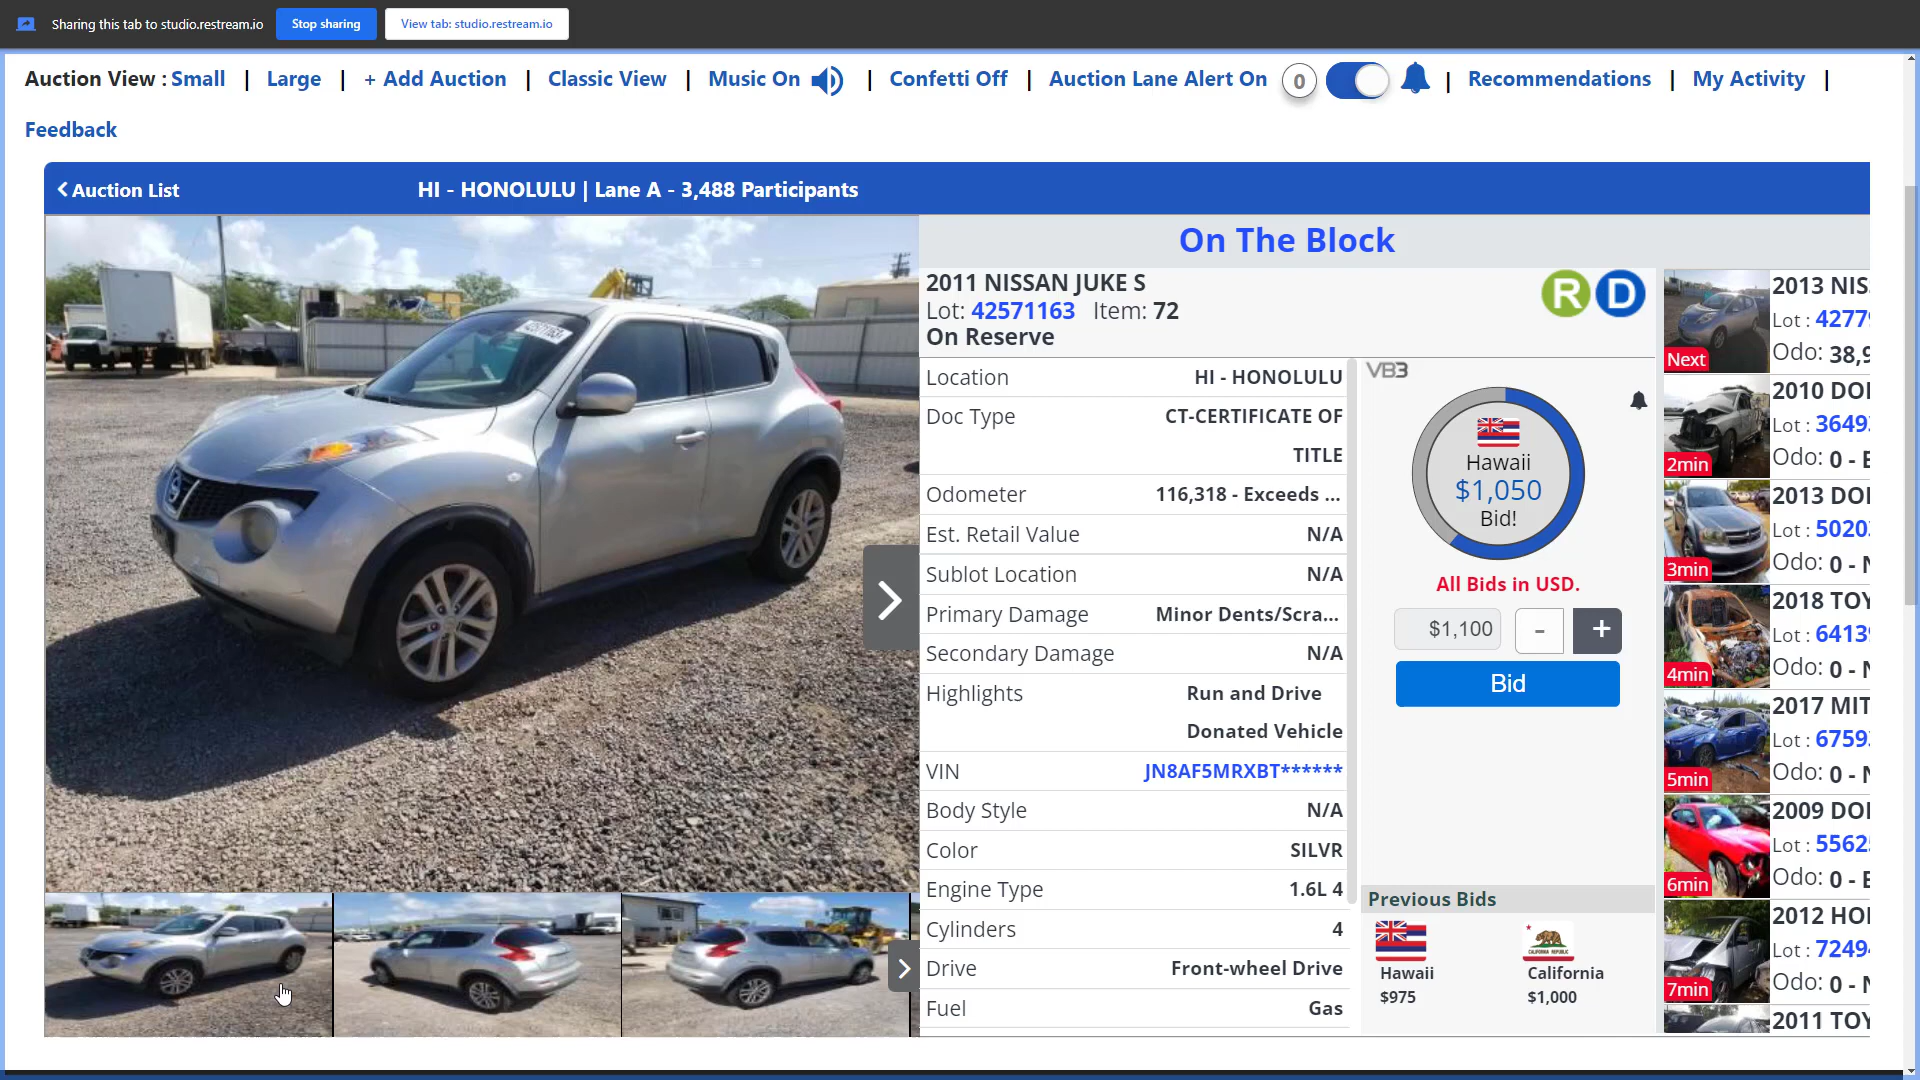 Sharing this tab to studio.restream.io
Stop sharing
View tab: studio.restream.io
Auction View : Small | Large | + Add Auction | Classic View | Music On | Confetti Off | Auction Lane Alert On 0 | Recommendations | My Activity |
Feedback
Auction List
HI - HONOLULU | Lane A - 3,488 Participants
On The Block
2011 NISSAN JUKE S
Lot: 42571163 Item: 72
On Reserve
R D
Location HI - HONOLULU
Doc Type CT-CERTIFICATE OF
TITLE
Odometer 116,318 - Exceeds ...
Est. Retail Value N/A
Sublot Location N/A
Primary Damage Minor Dents/Scra...
Secondary Damage N/A
Highlights Run and Drive
Donated Vehicle
VIN JN8AF5MRXBT******
Body Style N/A
Color SILVR
Engine Type 1.6L 4
Cylinders 4
Drive Front-wheel Drive
Fuel Gas
VB3
Hawaii
$1,050
Bid!
All Bids in USD.
$1,100 - +
Bid
Previous Bids
Hawaii
$975
California
$1,000
2013 NIS
Lot : 4277
Odo: 38,9
Next
2010 DO
Lot : 3649
Odo: 0 - E
2min
2013 DO
Lot : 5020
Odo: 0 - N
3min
2018 TOY
Lot : 6413
Odo: 0 - N
4min
2017 MIT
Lot : 6759
Odo: 0 - N
5min
2009 DO
Lot : 5562
Odo: 0 - E
6min
2012 HO
Lot : 7249
Odo: 0 - N
7min
2011 TOY
42571163